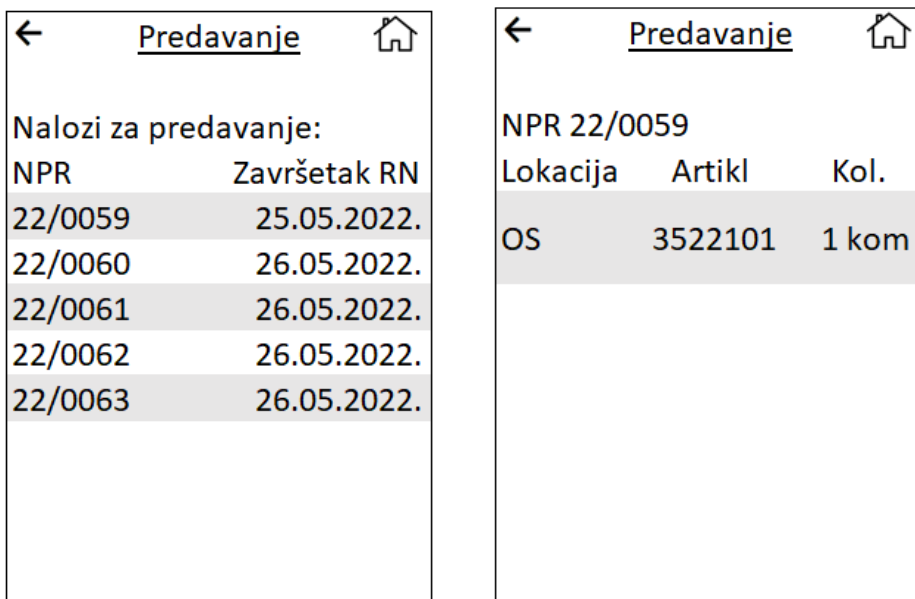 Predavanje
Nalozi za predavanje:
NPR Završetak RN
22/0059 25.05.2022.
22/0060 26.05.2022.
22/0061 26.05.2022.
22/0062 26.05.2022.
22/0063 26.05.2022.
Predavanje
NPR 22/0059
Lokacija Artikl Kol.
OS 3522101 1 kom